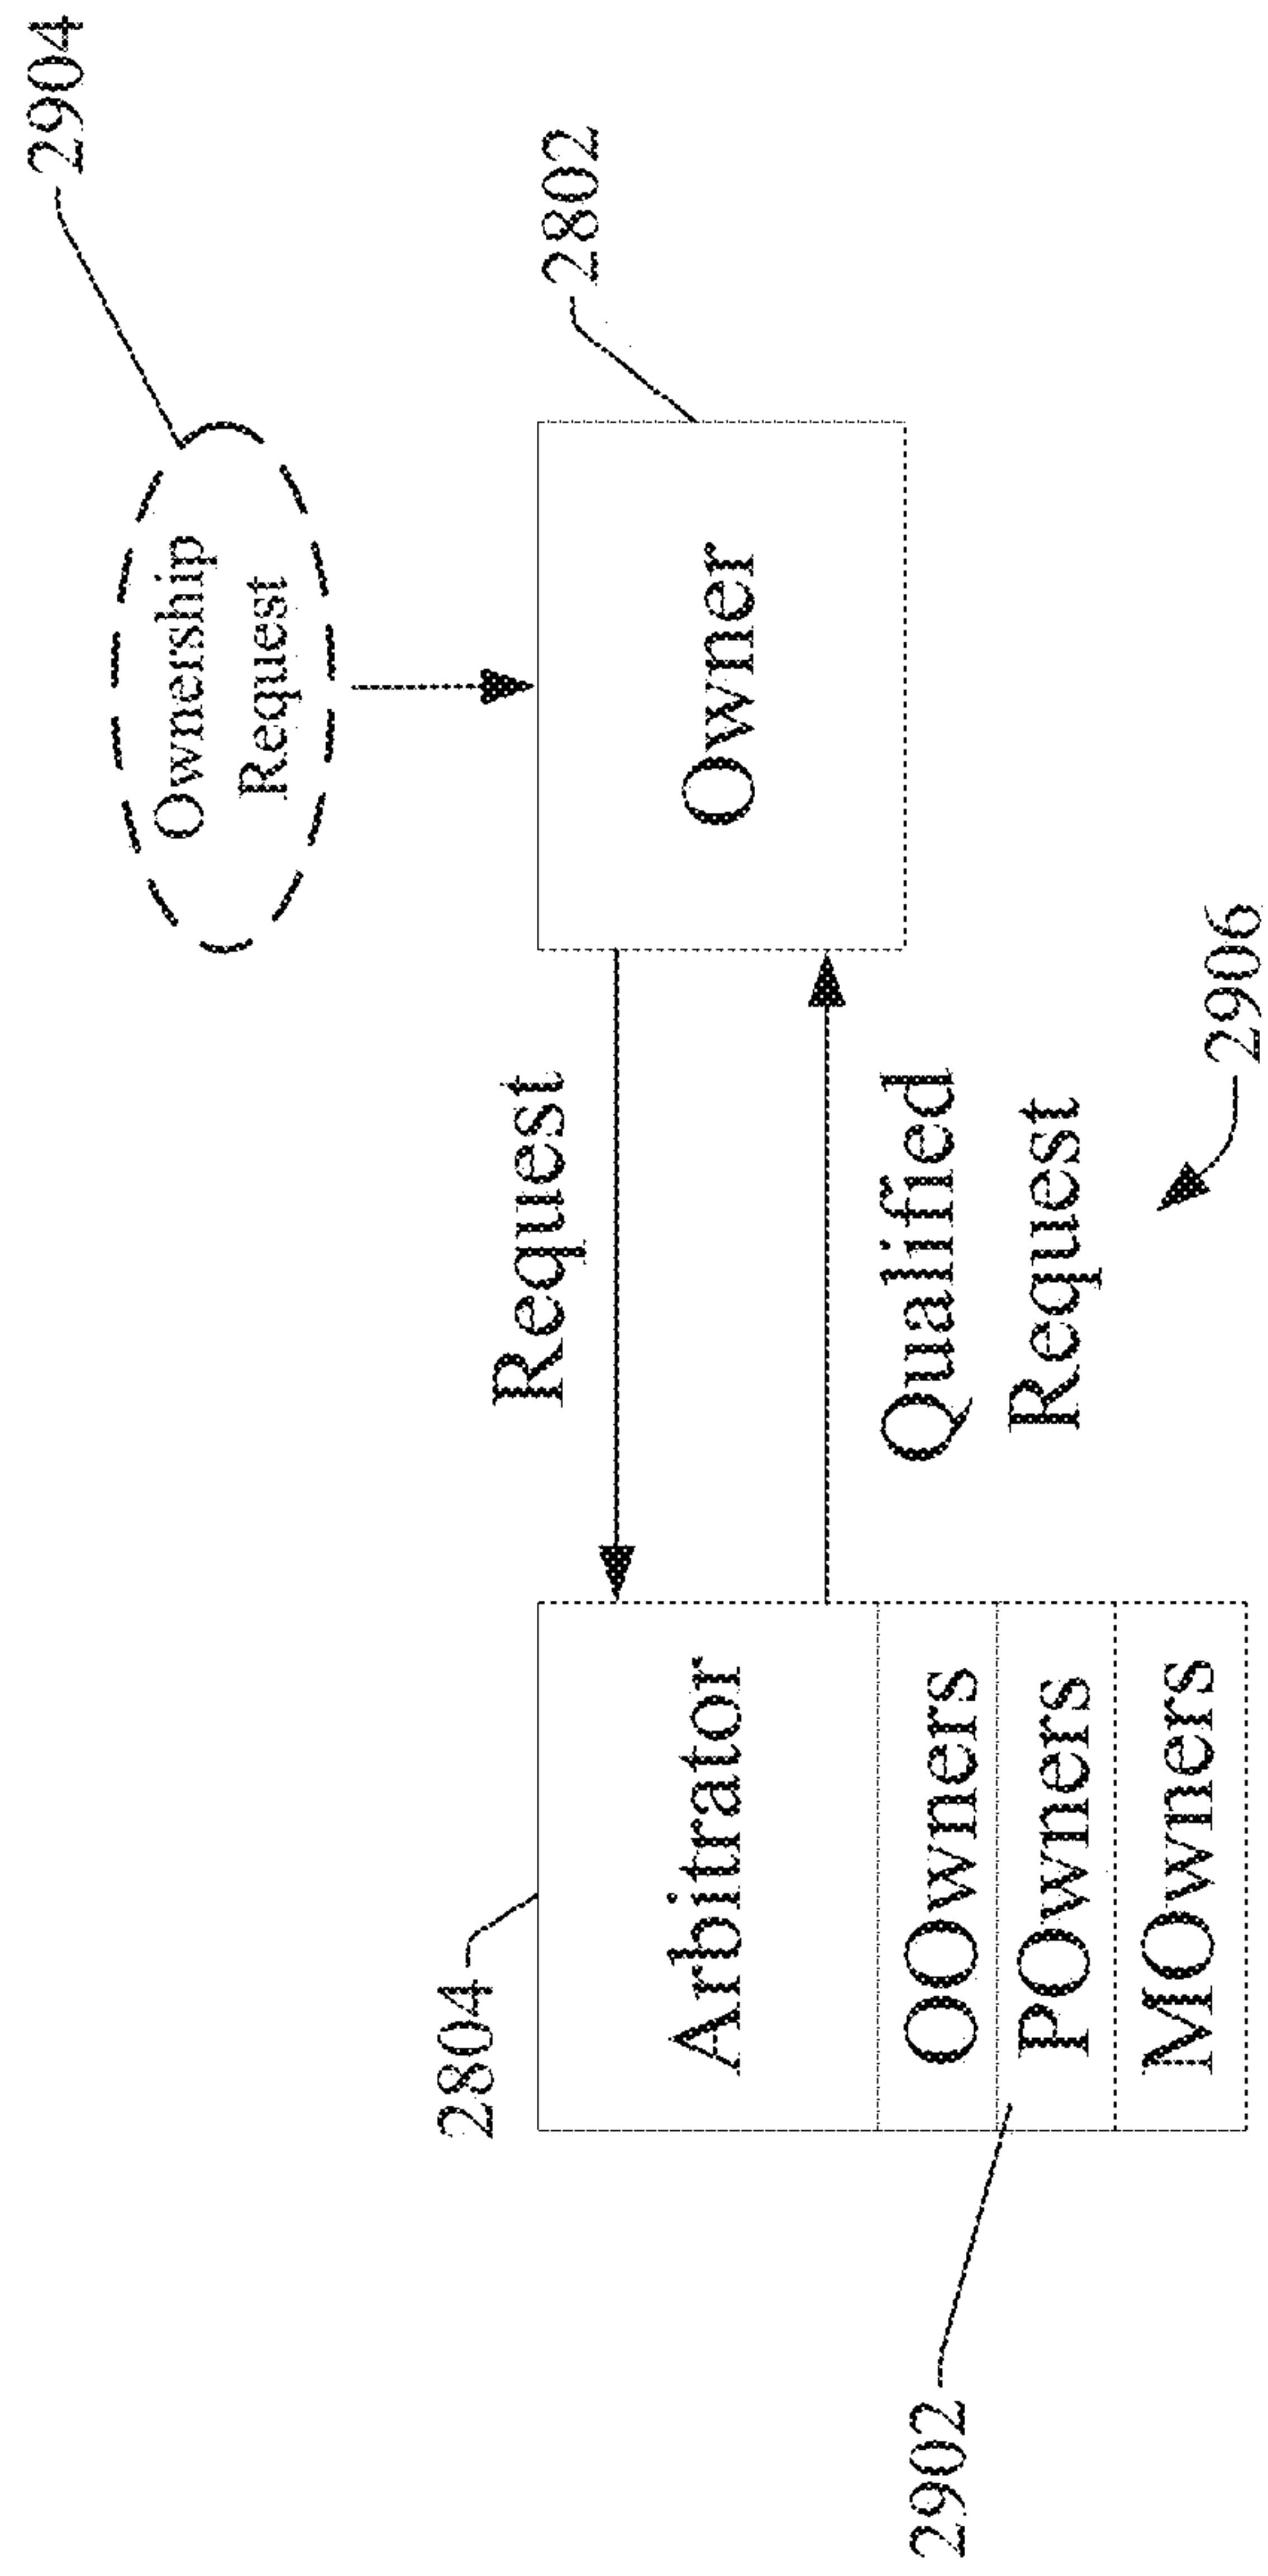 2904
Ownership
Request
2804
Request
2802
Arbitrator
Owner
OOwners
POwners
MOwners
2902
Qualified
Request
2906